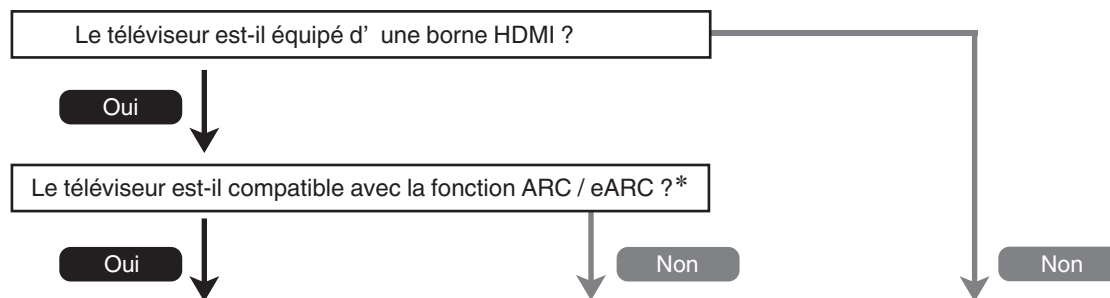 Le téléviseur est-il équipé d’ une borne HDMI ?
Oui
Le téléviseur est-il compatible avec la fonction ARC / eARC ?*
Oui
Non
Non